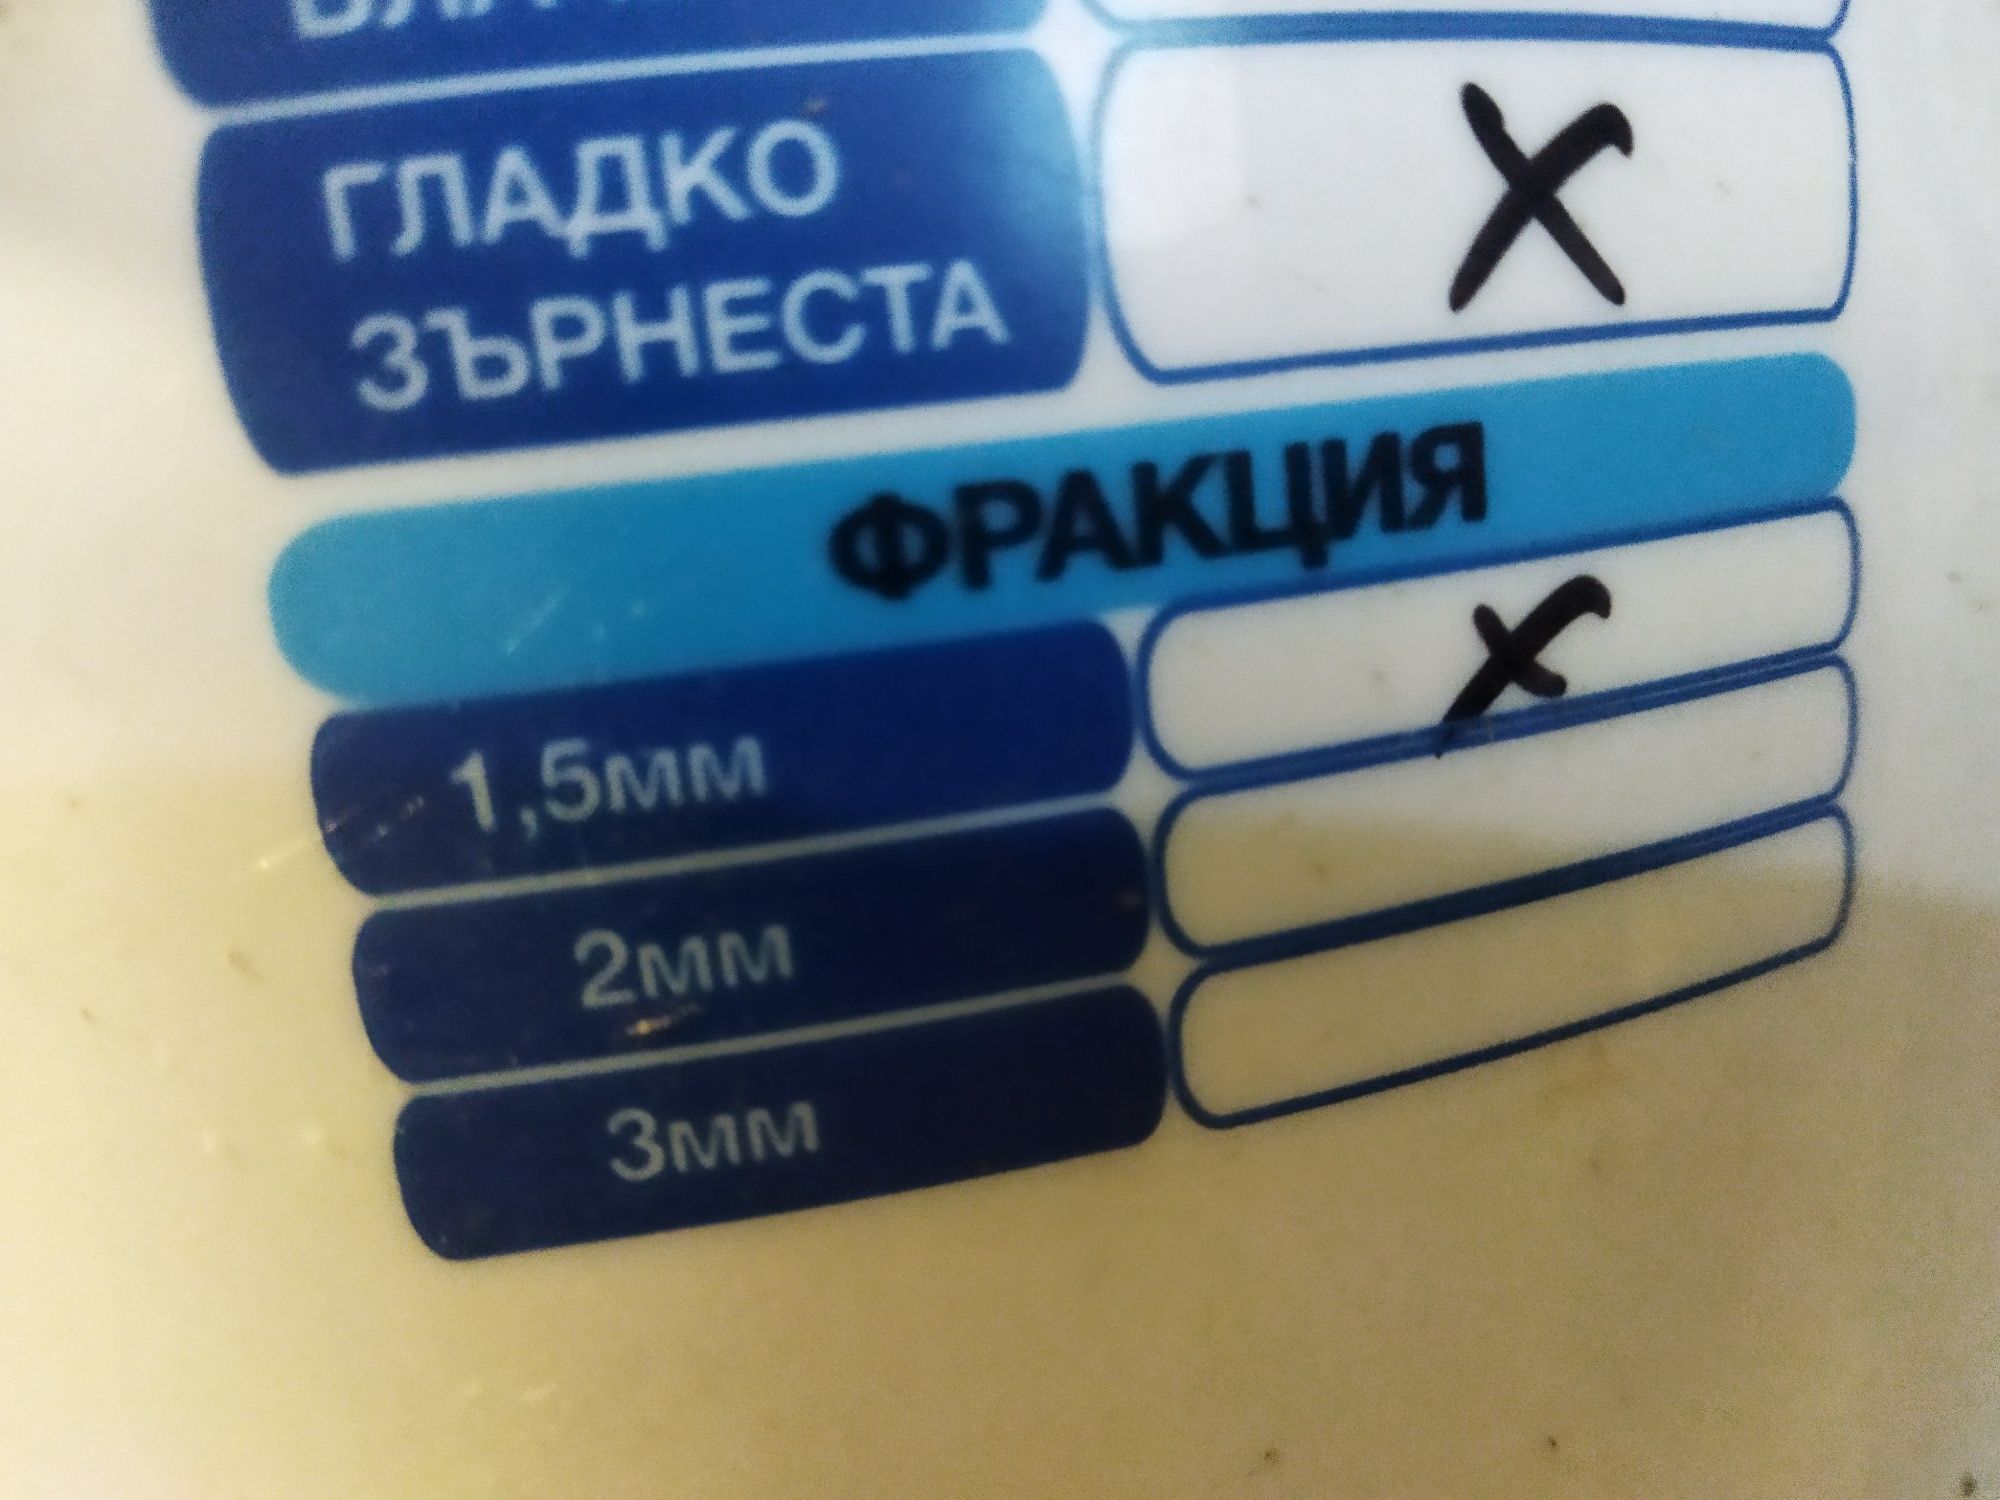 ГЛАДКО
ЗЪРНЕСТА
X
ФРАКЦИЯ
1,5мм
X
2мм
3мм